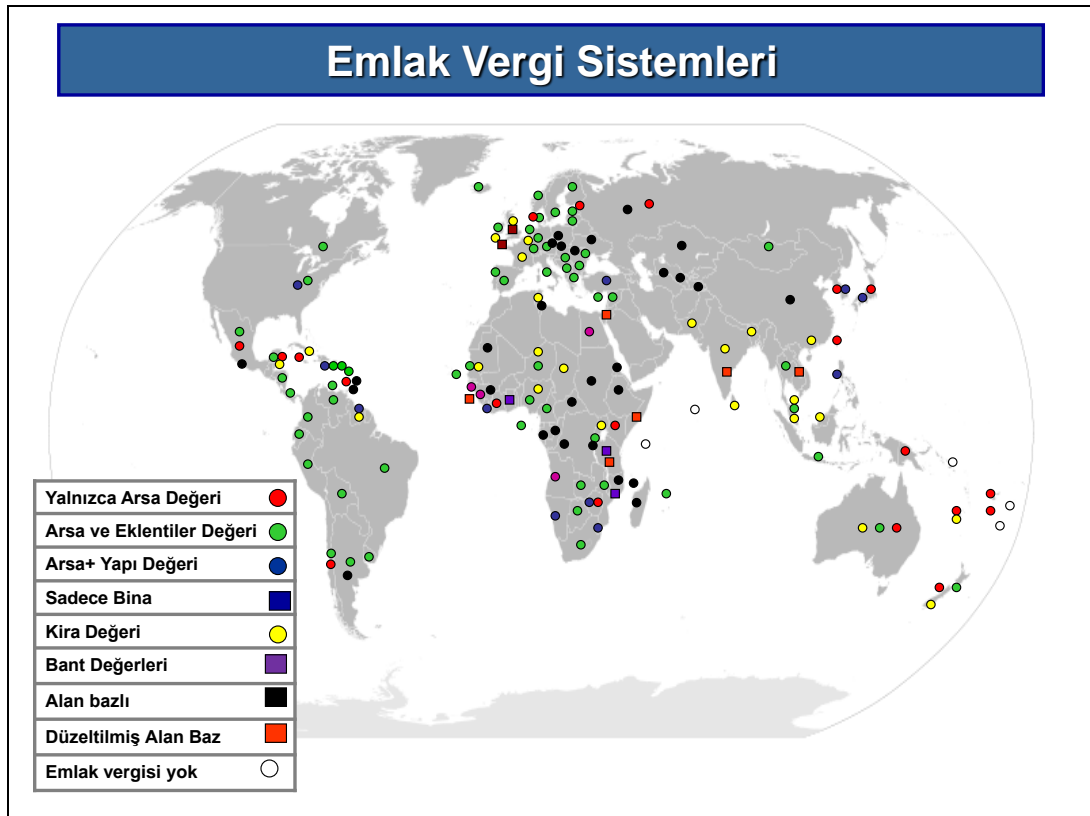 Emlak Vergi Sistemleri
Yalnızca Arsa Değeri
Arsa ve Eklentiler Değeri
Arsa+ Yapı Değeri
Sadece Bina
Kira Değeri
Bant Değerleri
Alan bazlı
Düzeltilmiş Alan Baz
Emlak vergisi yok